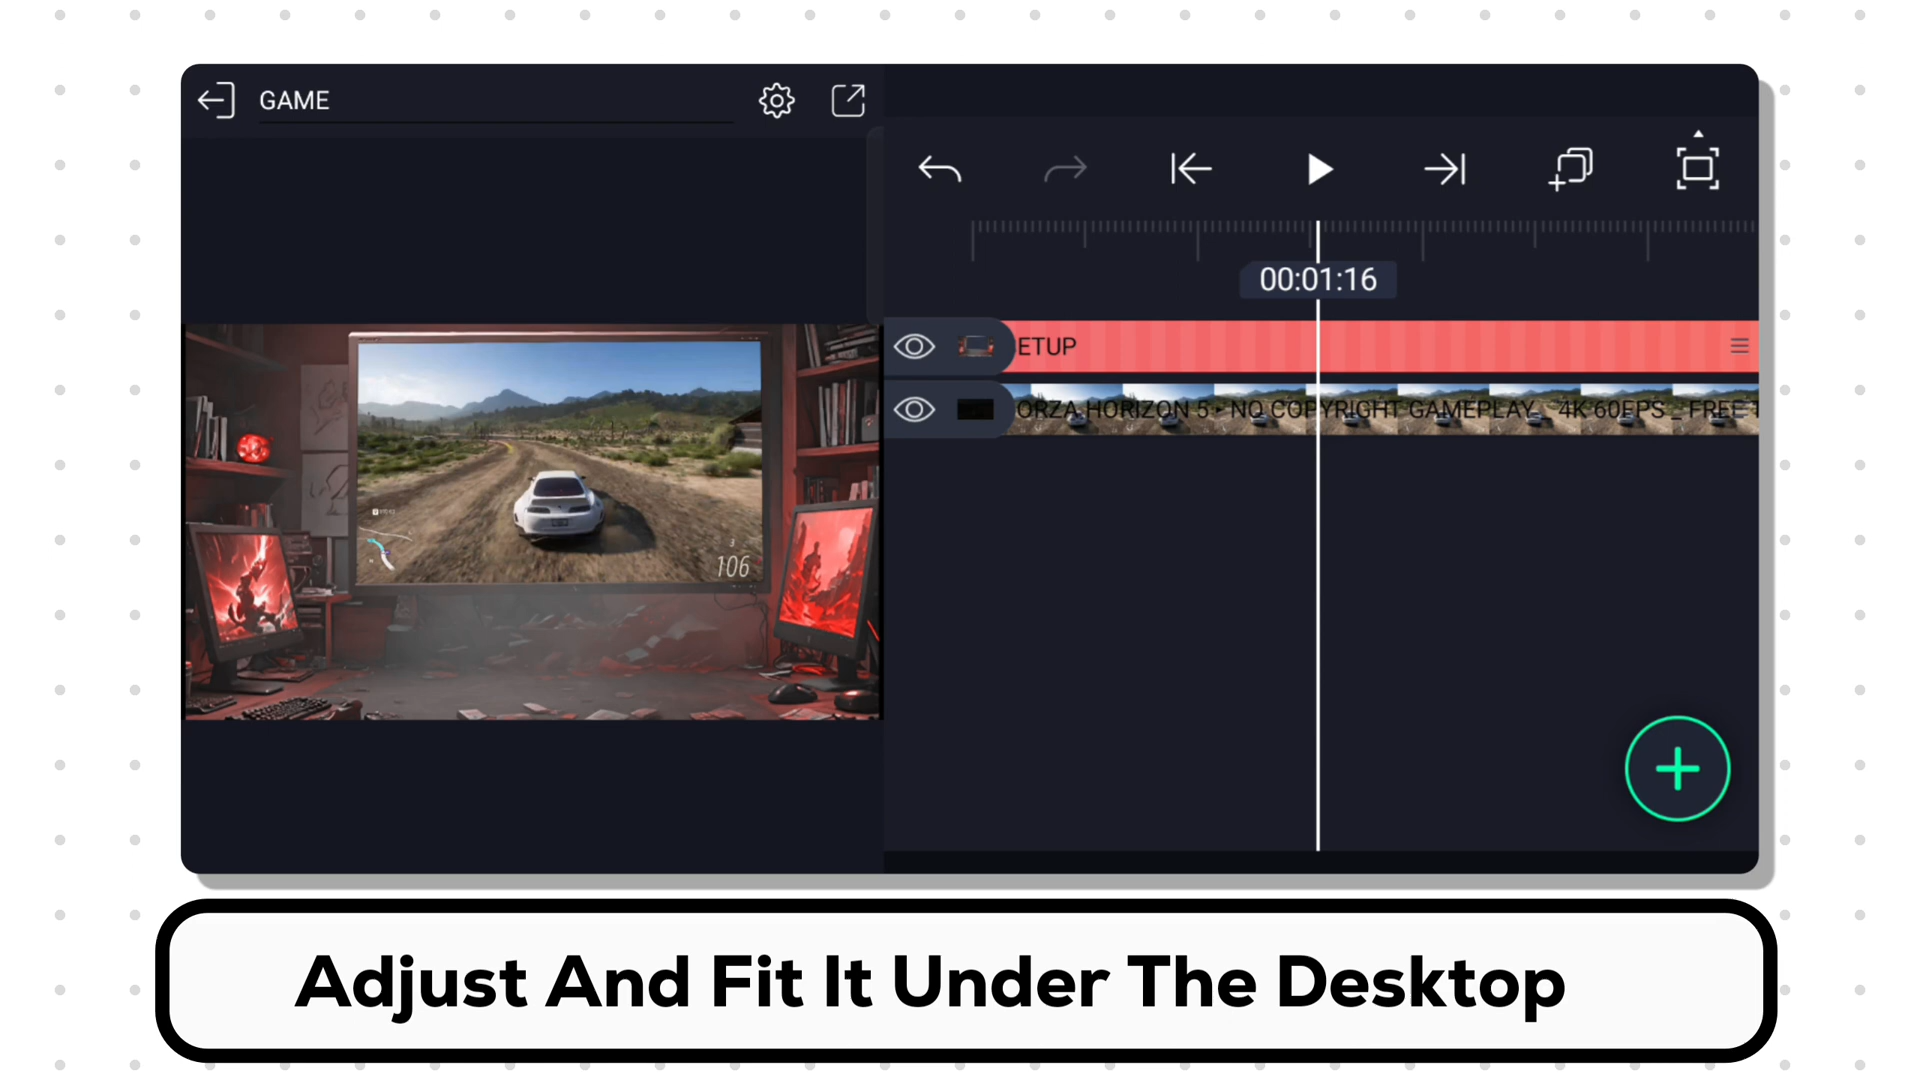 GAME
00:01:16
ETUP
ORZA HORIZON 5 • NO COPYRIGHT GAMEPLAY _ 4K 60FPS _ FREE
3
106
Adjust And Fit It Under The Desktop